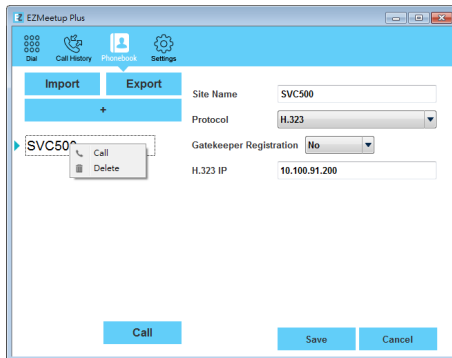 EZMeetup Plus
Dial
Call History
Phonebook
Settings
Import
Export
+
SVC500
Call
Delete
Site Name
SVC500
Protocol
H.323
Gatekeeper Registration
No
H.323 IP
10.100.91.200
Call
Save
Cancel